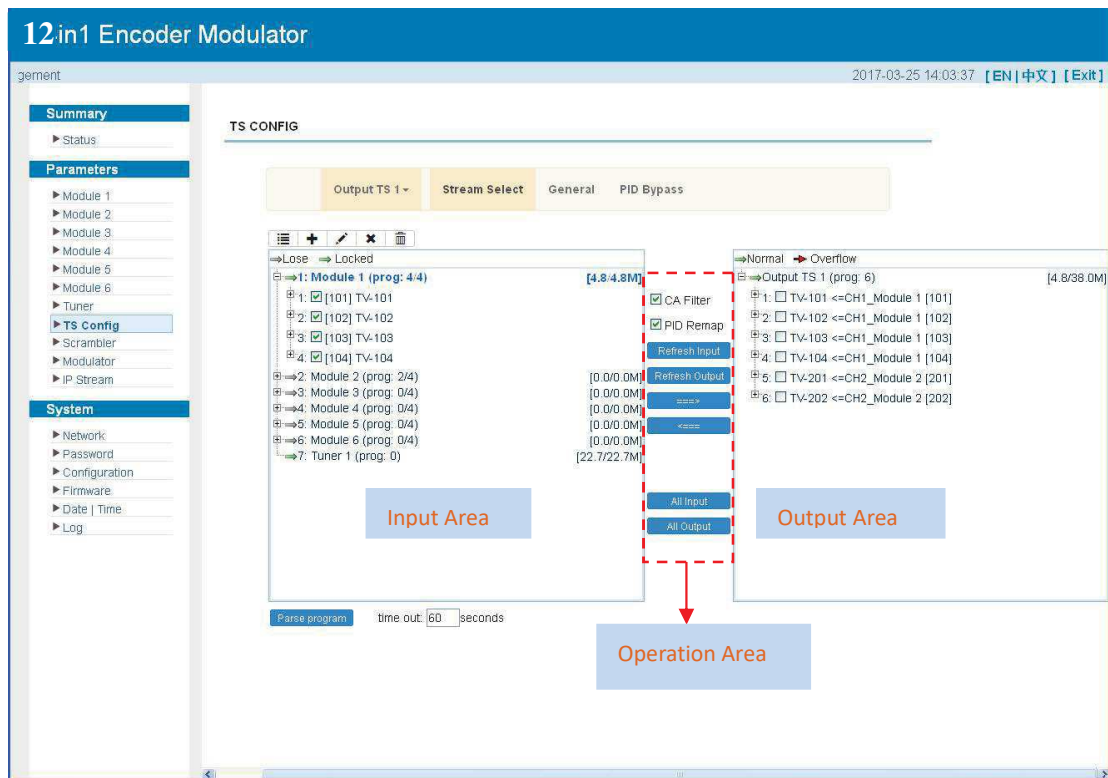 12-in1 Encoder Modulator
gement
2017-03-25 14:03:37 [EN|中文] [Exit]
Summary
Status
Parameters
Module 1
Module 2
Module 3
Module 4
Module 5
Module 6
Tuner
TS Config
Scrambler
Modulator
IP Stream
System
Network
Password
Configuration
Firmware
Date | Time
Log
TS CONFIG
Output TS 1 Stream Select General PID Bypass
Lose Locked
1: Module 1 (prog: 4/4) [4.8/4.8M]
1: [101] TV-101
2: [102] TV-102
3: [103] TV-103
4: [104] TV-104
2: Module 2 (prog: 2/4) [0.0/0.0M]
3: Module 3 (prog: 0/4) [0.0/0.0M]
4: Module 4 (prog: 0/4) [0.0/0.0M]
5: Module 5 (prog: 0/4) [0.0/0.0M]
6: Module 6 (prog: 0/4) [0.0/0.0M]
7: Tuner 1 (prog: 0) [22.7/22.7M]
Input Area
CA Filter
PID Remap
Refresh Input
Refresh Output
===>
<===
All Input
All Output
Normal Overflow
Output TS 1 (prog: 6) [4.8/38.0M]
1: TV-101 <=CH1_Module 1 [101]
2: TV-102 <=CH1_Module 1 [102]
3: TV-103 <=CH1_Module 1 [103]
4: TV-104 <=CH1_Module 1 [104]
5: TV-201 <=CH2_Module 2 [201]
6: TV-202 <=CH2_Module 2 [202]
Output Area
Parse program time out: 60 seconds
Operation Area